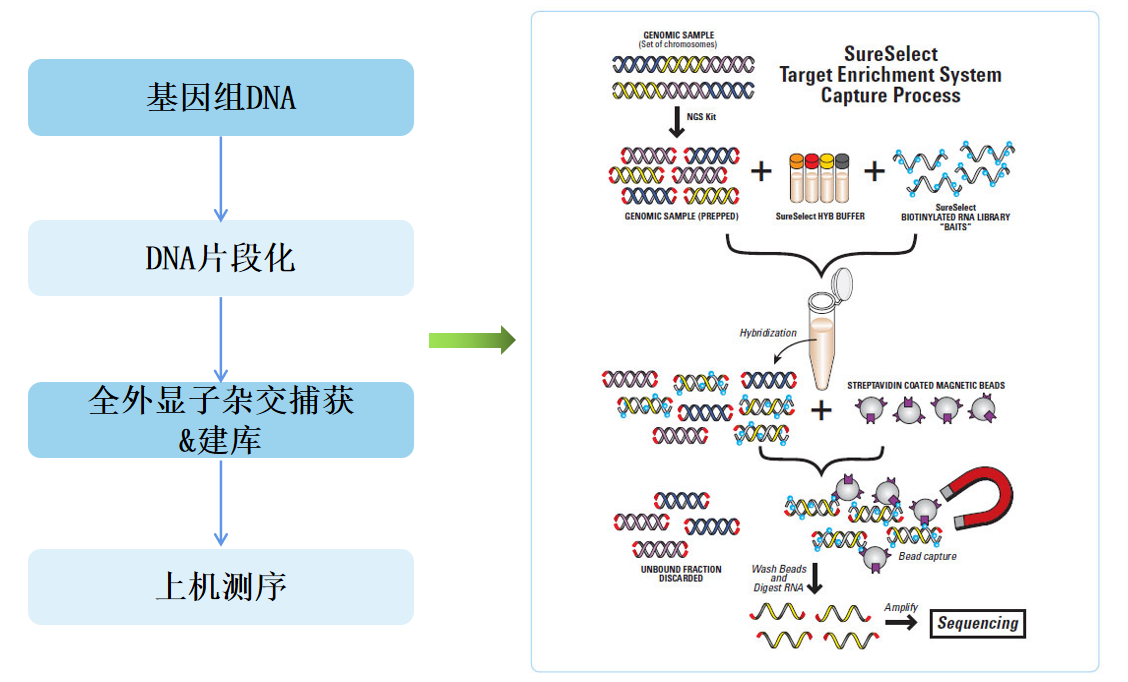 基因组DNA
DNA片段化
全外显子杂交捕获
&建库
上机测序
GENOMIC SAMPLE
(Set of chromosomes)
SureSelect
Target Enrichment System
Capture Process
NGS Kit
GENOMIC SAMPLE (PREPPED)
SureSelect HYB BUFFER
SureSelect
BIOTINYLATED RNA LIBRARY
"BAITS"
Hybridization
STREPTAVIDIN COATED MAGNETIC BEADS
UNBOUND FRACTION
DISCARDED
Bead capture
Wash Beads
and
Digest RNA
Amplify
Sequencing